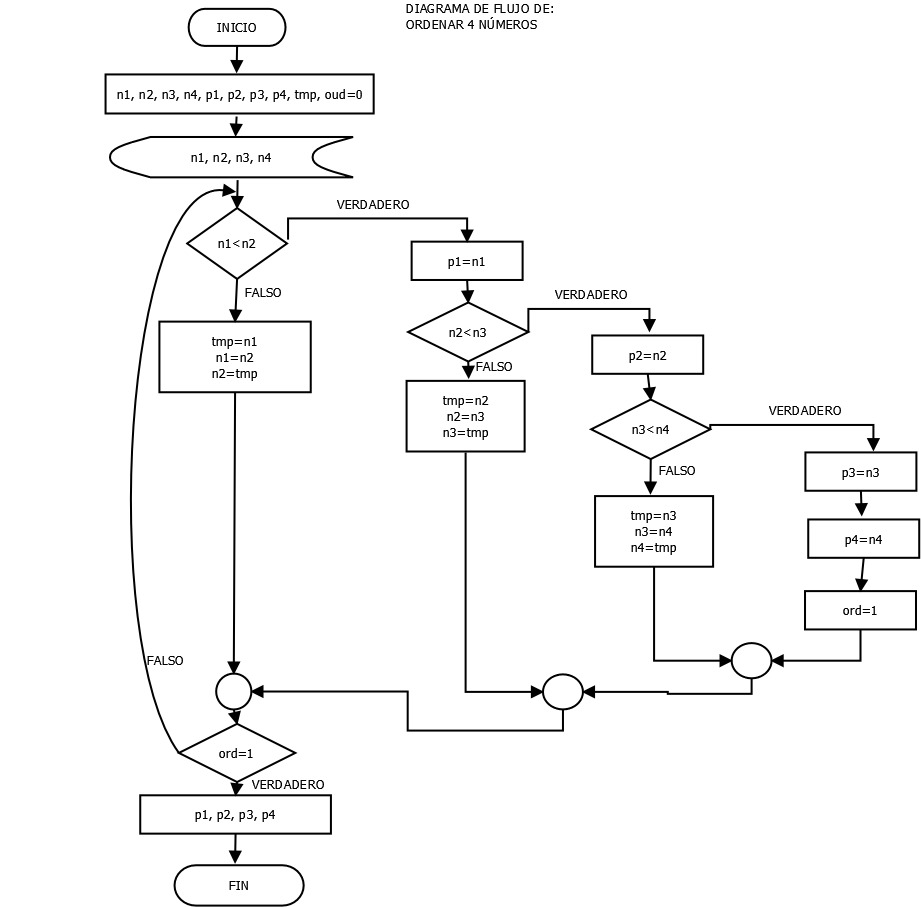 DIAGRAMA DE FLUJO DE:
ORDENAR 4 NÚMEROS
INICIO
n1, n2, n3, n4, p1, p2, p3, p4, tmp, oud=0
n1, n2, n3, n4
n1<n2
VERDADERO
FALSO
tmp=n1
n1=n2
n2=tmp
p1=n1
n2<n3
VERDADERO
FALSO
tmp=n2
n2=n3
n3=tmp
p2=n2
n3<n4
VERDADERO
FALSO
tmp=n3
n3=n4
n4=tmp
p3=n3
p4=n4
ord=1
FALSO
ord=1
VERDADERO
p1, p2, p3, p4
FIN